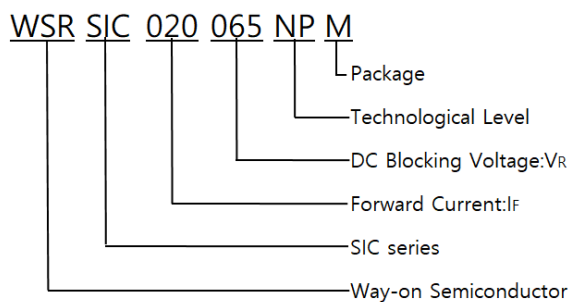 WSR SIC 020 065 NP M
Package
Technological Level
DC Blocking Voltage:VR
Forward Current:IF
SIC series
Way-on Semiconductor